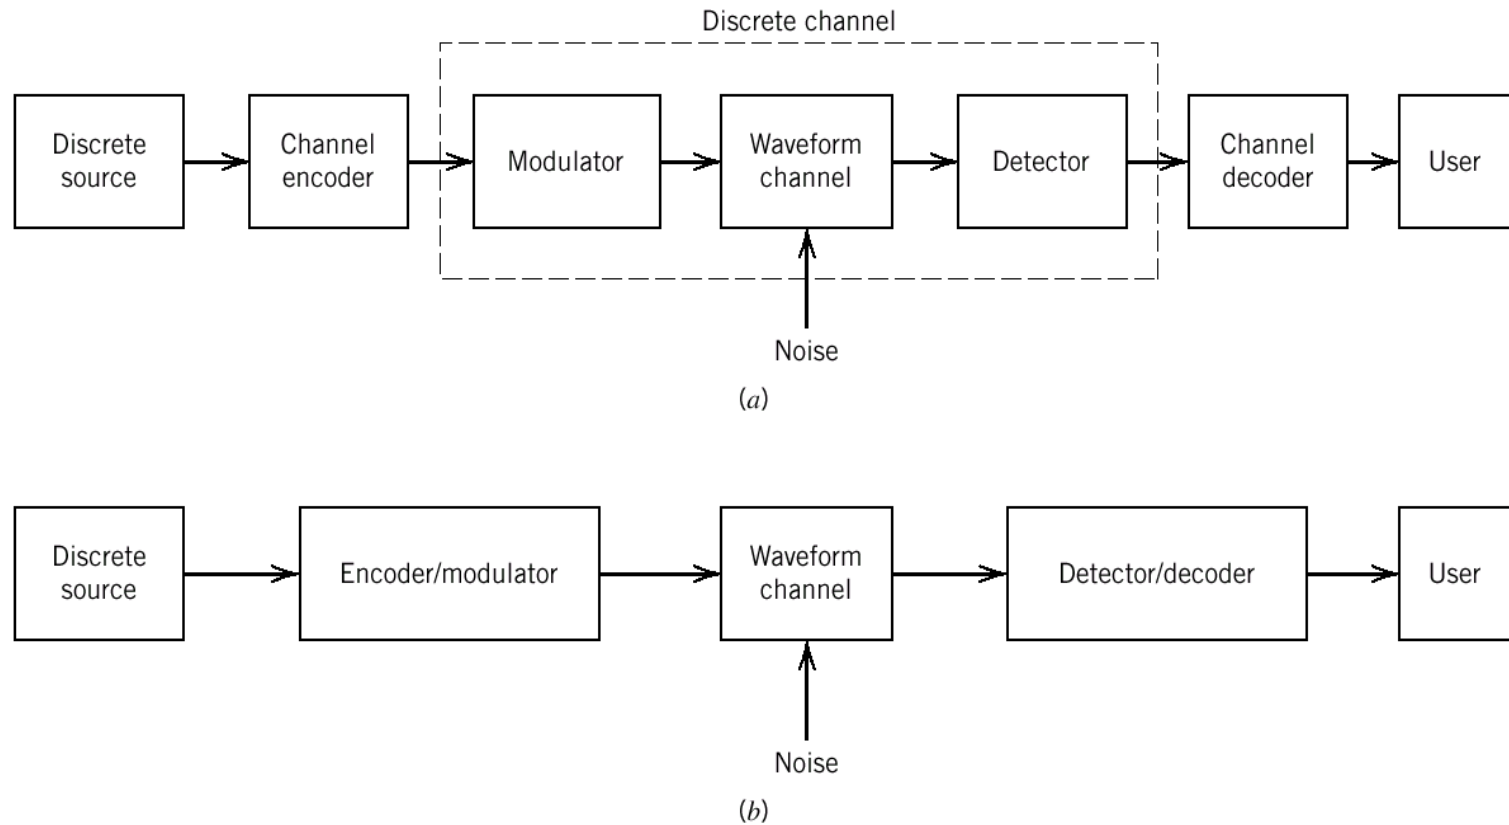 Discrete channel
Discrete
source
Channel
encoder
Modulator
Waveform
channel
Detector
Channel
decoder
User
Noise
(a)
Discrete
source
Encoder/modulator
Waveform
channel
Detector/decoder
User
Noise
(b)